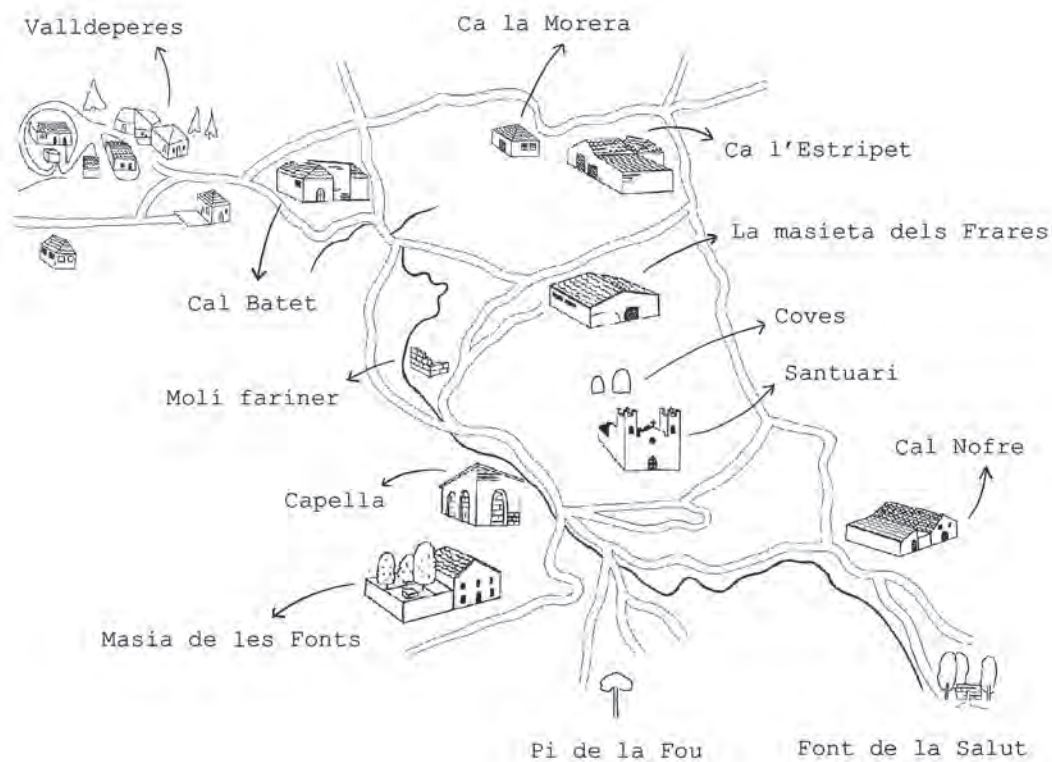 Valldeperes
Ca la Morera
Ca l'Estripet
La masieta dels Frares
Cal Batet
Coves
Molí fariner
Santuari
Cal Nofre
Capella
Masia de les Fonts
Pi de la Fou
Font de la Salut